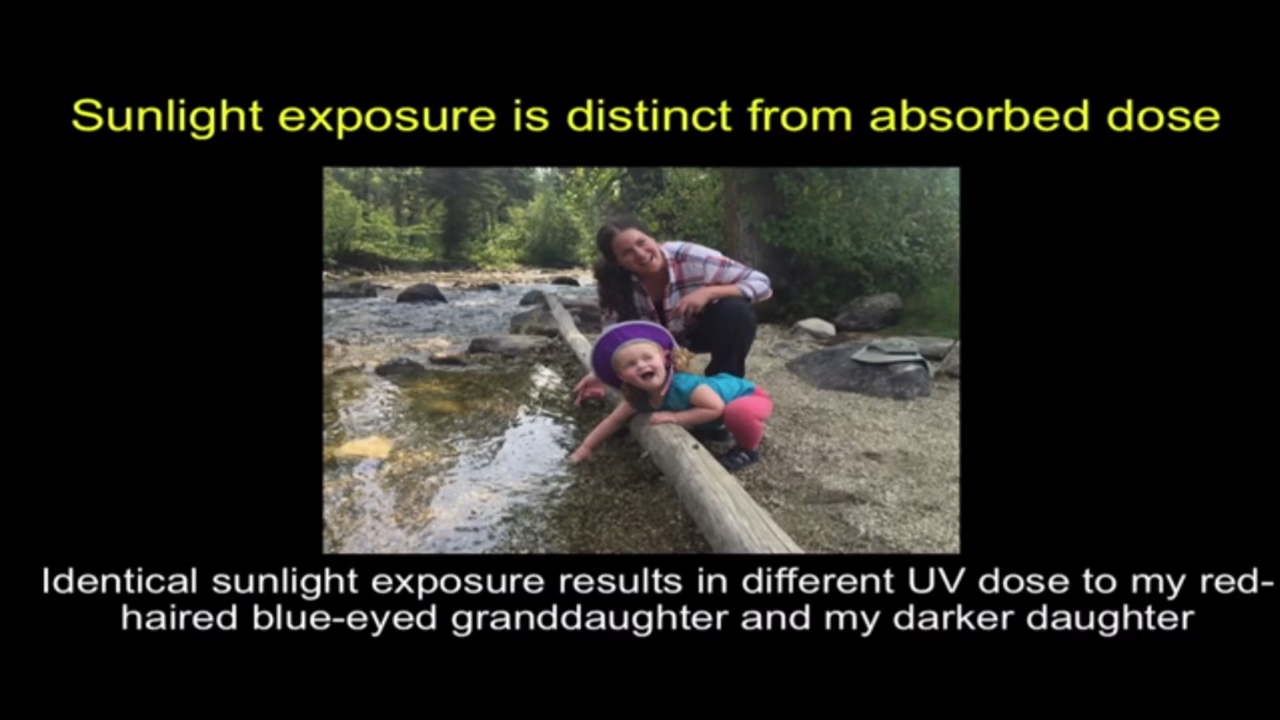 Sunlight exposure is distinct from absorbed dose
Identical sunlight exposure results in different UV dose to my red-
haired blue-eyed granddaughter and my darker daughter